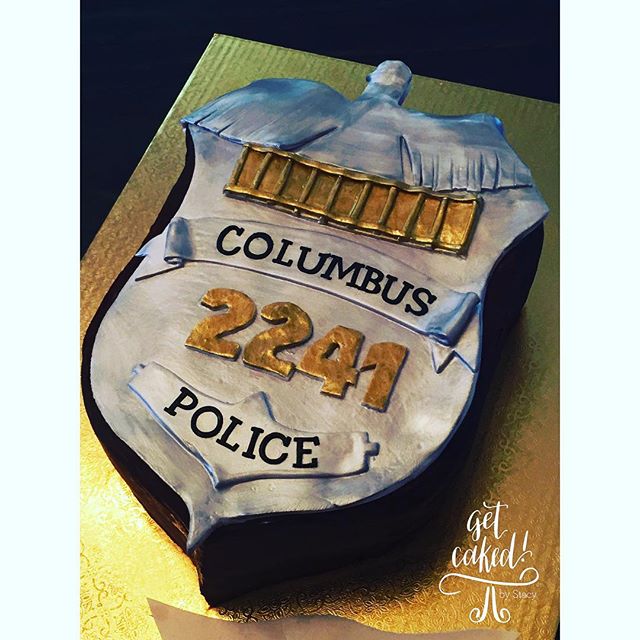 COLUMBUS
2241
POLICE
get
caked!
by Stacy